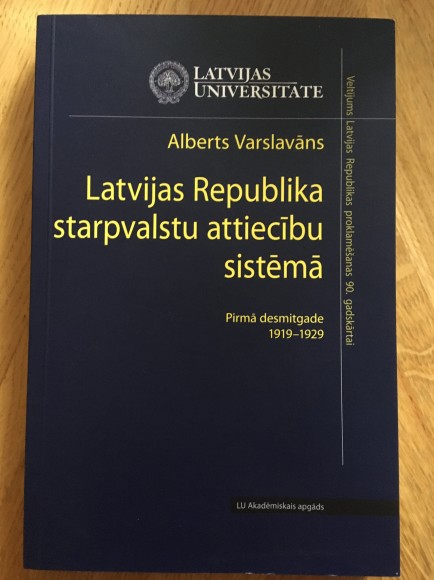 LATVIJAS
UNIVERSITĀTE
Alberts Varslavāns
Latvijas Republika
starpvalstu attiecību
sistēmā
Pirmā desmitgade
1919–1929
Veltījums Latvijas Republikas proklamēšanas 90. gadskārtai
LU Akadēmiskais apgāds